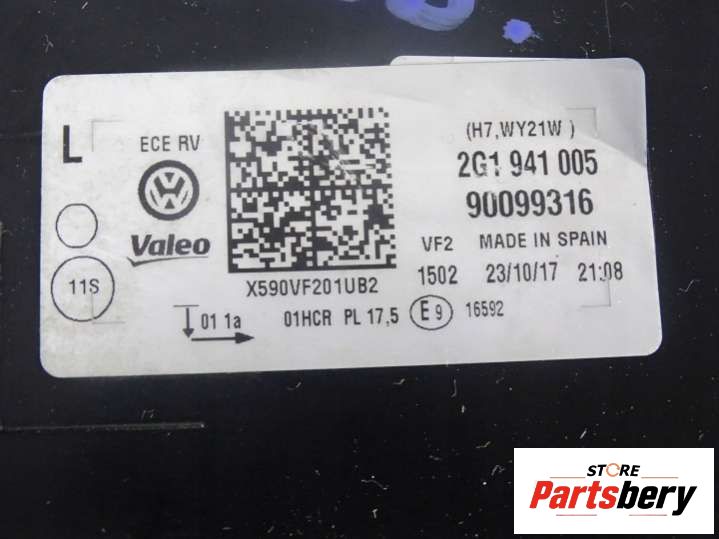 L
ECE RV
(H7,WY21W )
2G1 941 005
90099316
Valeo
VF2 MADE IN SPAIN
11S
X590VF201UB2
1502 23/10/17 21:08
01 1a 01HCR PL 17,5 E9 16592
STORE
Partsbery